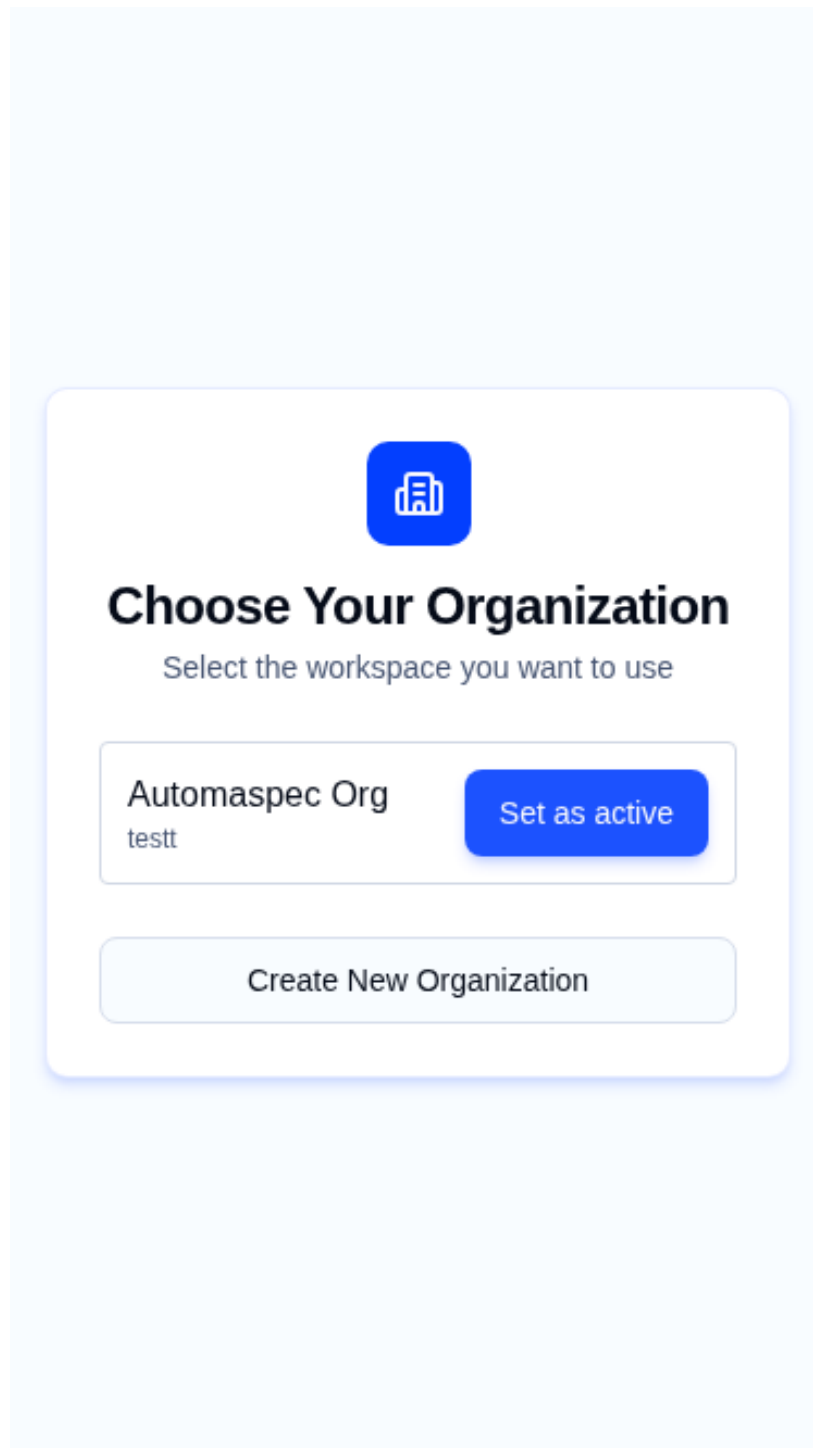 Choose Your Organization
Select the workspace you want to use
Automaspec Org
testt
Set as active
Create New Organization